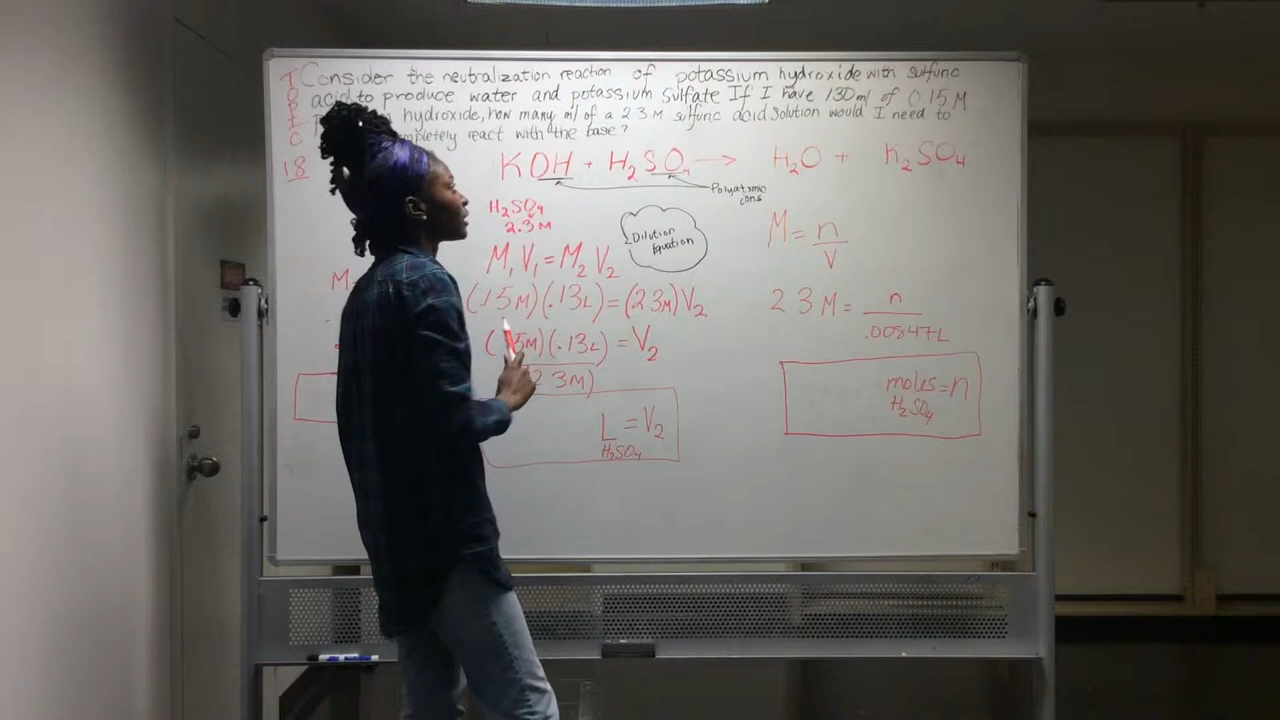 TOPIC 18
Consider the neutralization reaction of potassium hydroxide with sulfuric
acid to produce water and potassium Sulfate If I have 130ml of 0.15 M
hydroxide, how many ml of a 2 3 M sulfuric acid solution would I need to
completely react with the base?
KOH + H₂SO₄ → H₂O + K₂SO₄
Polyatomic
ions
H₂SO₄
2.3 M
Dilution
Equation
M₁V₁ = M₂V₂
(.15M)(.13L) = (2 3M)V₂
(.15M)(.13L) = V₂
(2 3M)
L = V₂
H₂SO₄
M =
M = n
V
2 3 M = n
.00847L
moles = n
H₂SO₄